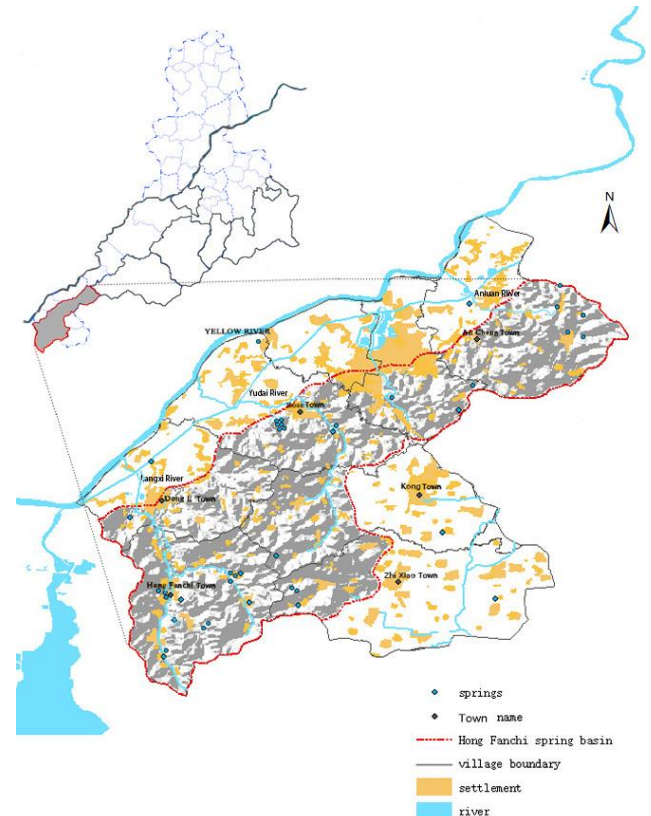 N
Anluan River
An Cheng Town
YELLOW RIVER
Yudai River
Town
Langxi River
Kong Town
Dong E Town
Zhi Xiao Town
Hong Fanchi Town
springs
Town name
Hong Fanchi spring basin
village boundary
settlement
river